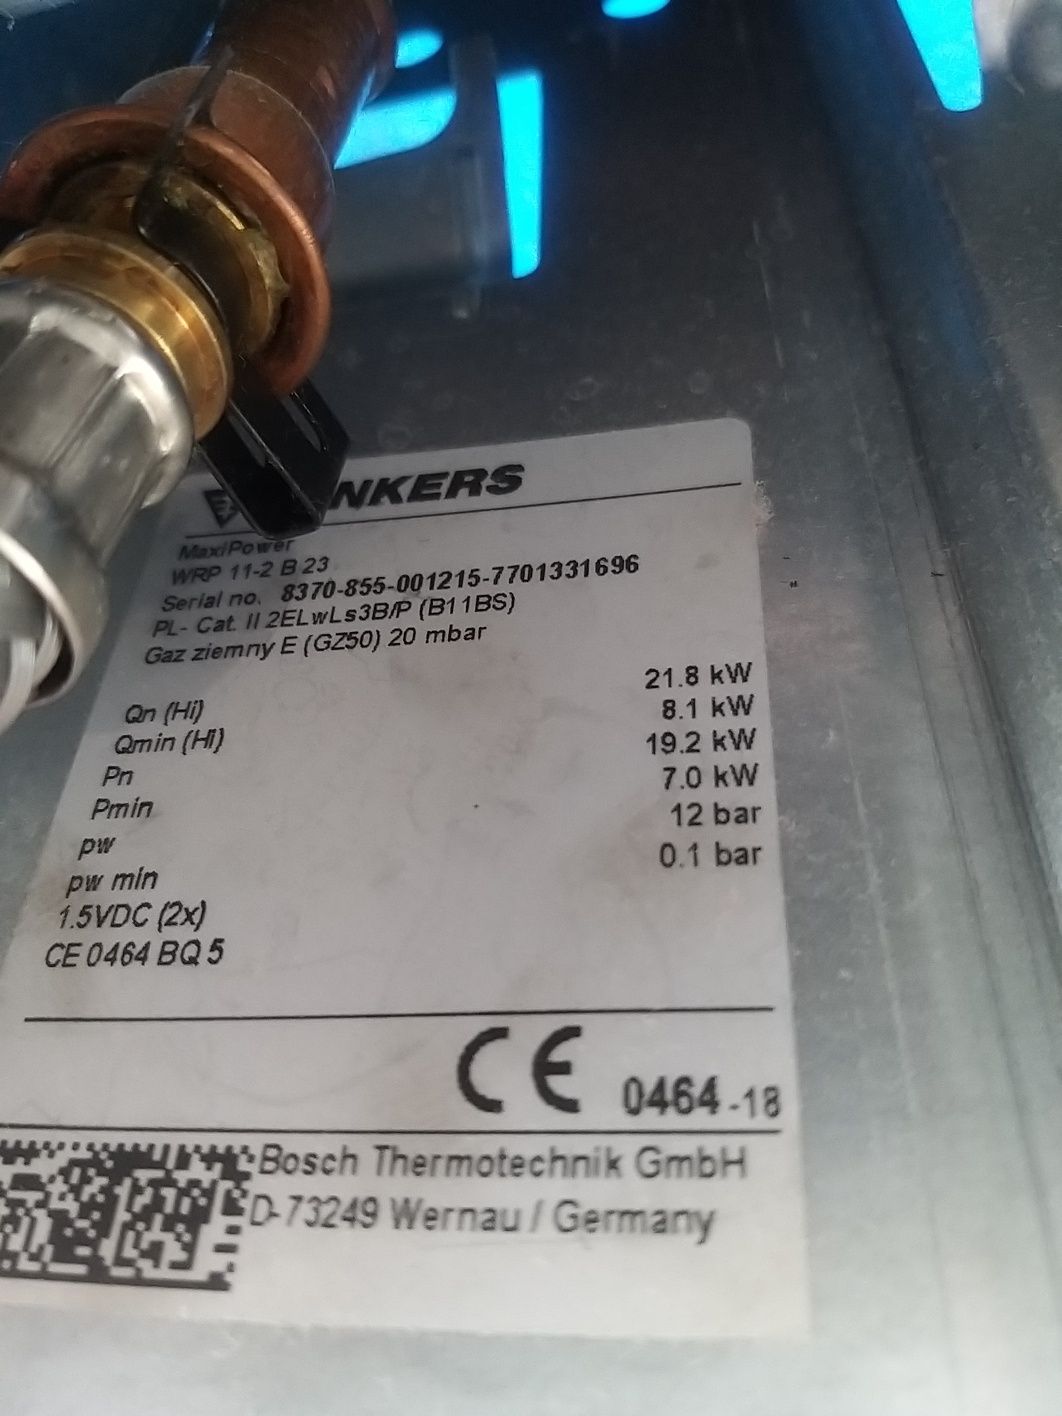 NKERS
MaxiPower
WRP 11-2 B 23
Serial no. 8370-855-001215-7701331696
PL- Cat. II 2ELwLs3B/P (B11BS)
Gaz ziemny E (GZ50) 20 mbar
Qn (Hi) 21.8 kW
Qmin (Hi) 8.1 kW
Pn 19.2 kW
Pmin 7.0 kW
pw 12 bar
pw min 0.1 bar
1.5VDC (2x)
CE 0464 BQ 5
CE 0464 -18
Bosch Thermotechnik GmbH
D-73249 Wernau / Germany